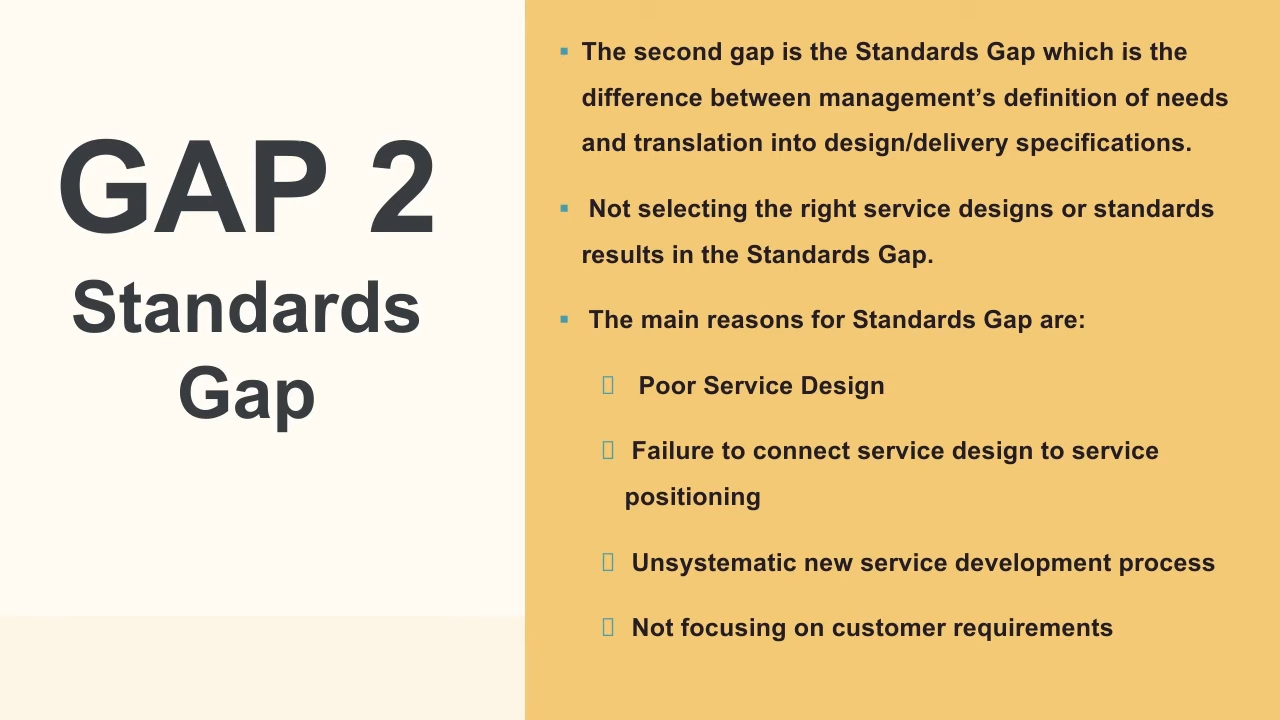 GAP 2
Standards
Gap
▪ The second gap is the Standards Gap which is the
difference between management’s definition of needs
and translation into design/delivery specifications.
▪ Not selecting the right service designs or standards
results in the Standards Gap.
▪ The main reasons for Standards Gap are:
Poor Service Design
Failure to connect service design to service
positioning
Unsystematic new service development process
Not focusing on customer requirements